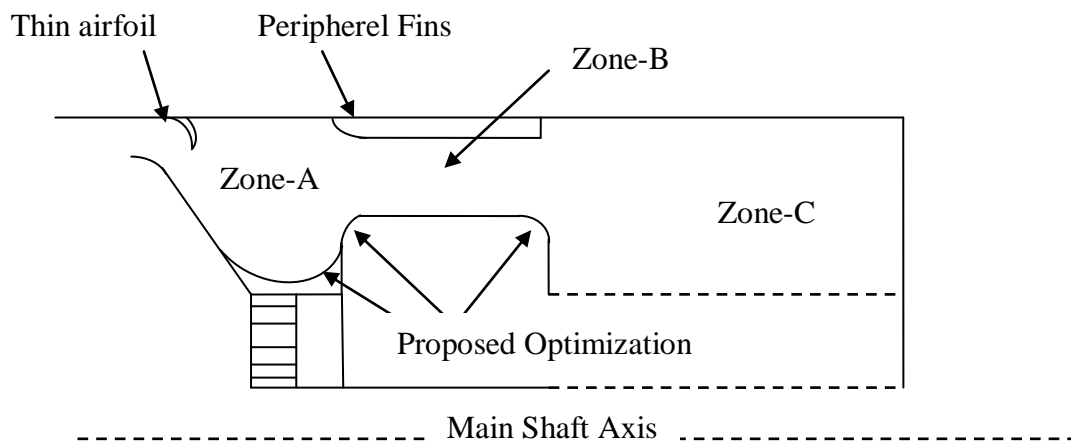 Thin airfoil
Peripherel Fins
Zone-B
Zone-A
Zone-C
Proposed Optimization
Main Shaft Axis